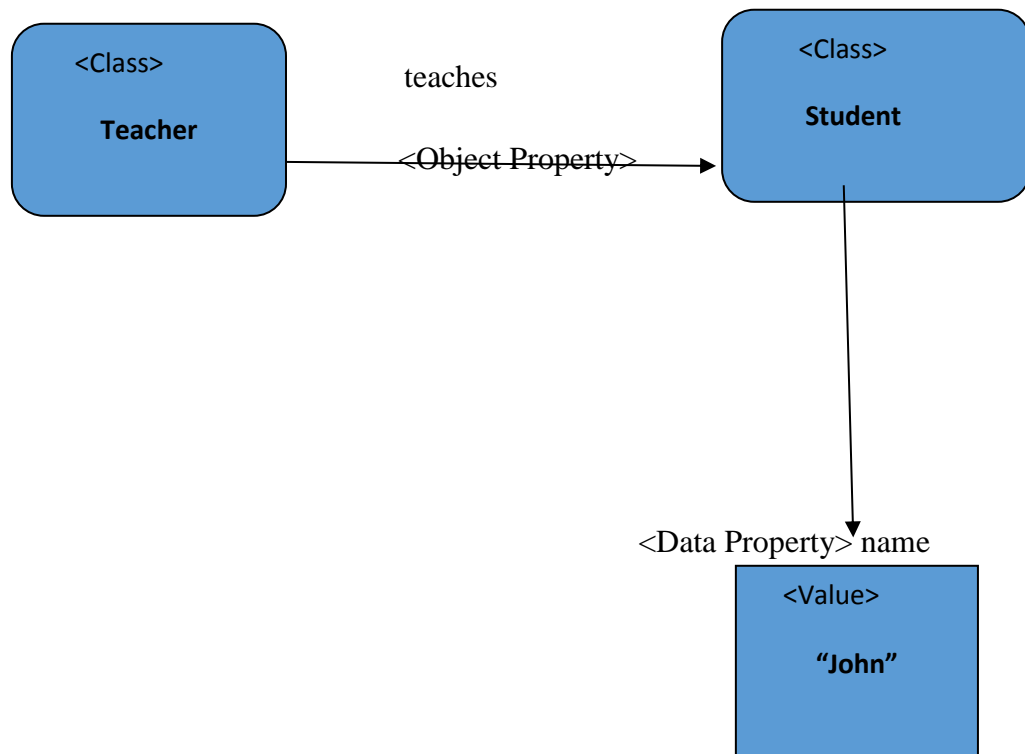 <Class>
Teacher
teaches
<Object Property>
<Class>
Student
<Data Property> name
<Value>
“John”